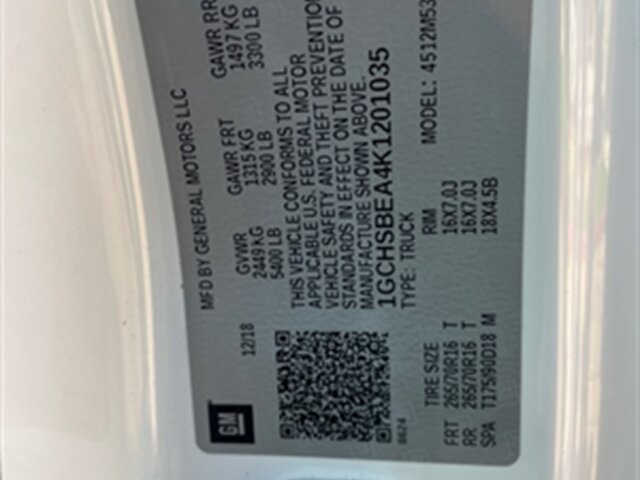 GM
MFD BY GENERAL MOTORS LLC
12/18 GVWR GAWR FRT GAWR RR
2449 KG 1315 KG 1497 KG
5400 LB 2900 LB 3300 LB
THIS VEHICLE CONFORMS TO ALL
APPLICABLE U.S. FEDERAL MOTOR
VEHICLE SAFETY AND THEFT PREVENTION
STANDARDS IN EFFECT ON THE DATE OF
MANUFACTURE SHOWN ABOVE.
1GCHSBEA4K1201035
8624 TYPE: TRUCK MODEL: 4512M53
TIRE SIZE RIM
FRT 265/70R16 T 16X7.0J
RR 265/70R16 T 16X7.0J
SPA T175/90D18 M 18X4.5B